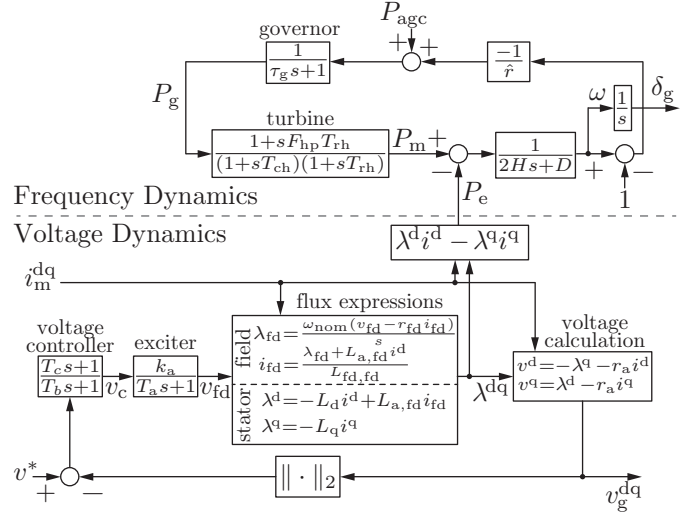 P_agc
governor
+ +
1/(τ_g s+1)
-1/r̂
P_g
ω
1/s
δ_g
turbine
(1+sF_hp T_rh)/((1+sT_ch)(1+sT_rh))
P_m +
−
1/(2Hs+D)
+ −
1
P_e
Frequency Dynamics
Voltage Dynamics
λ^d i^d − λ^q i^q
i_m^dq
flux expressions
voltage controller
exciter
voltage calculation
field
λ_fd = ω_nom(v_fd − r_fd i_fd)/s
i_fd = (λ_fd + L_a,fd i^d)/L_fd,fd
(T_c s+1)/(T_b s+1)
v_c
k_a/(T_a s+1)
v_fd
λ^dq
v^d = −λ^q − r_a i^d
v^q = λ^d − r_a i^q
stator
λ^d = −L_d i^d + L_a,fd i_fd
λ^q = −L_q i^q
v*
+ −
‖ · ‖_2
v_g^dq